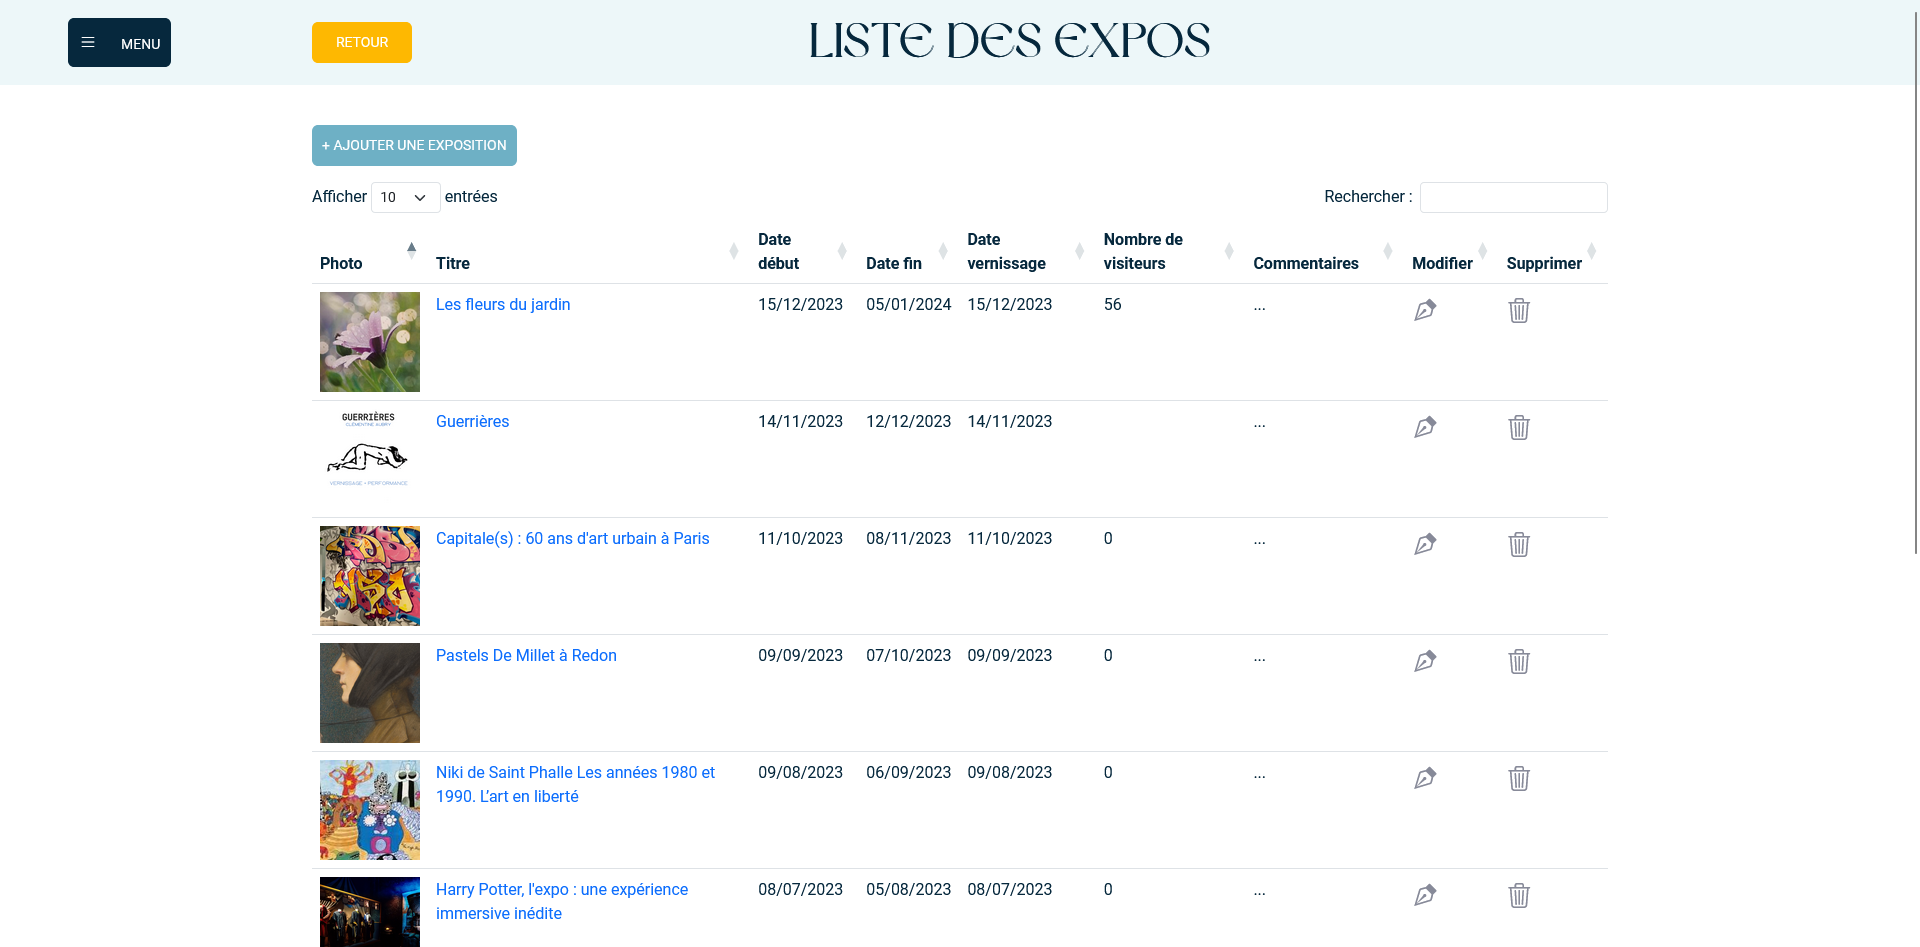 MENU
RETOUR
LISTE DES EXPOS
+ AJOUTER UNE EXPOSITION
Afficher 10 entrées
Rechercher :
Photo Titre Date début Date fin Date vernissage Nombre de visiteurs Commentaires Modifier Supprimer
Les fleurs du jardin 15/12/2023 05/01/2024 15/12/2023 56 ...
GUERRIÈRES
CLÉMENTINE AUBRY
VERNISSAGE - PERFORMANCE
Guerrières 14/11/2023 12/12/2023 14/11/2023 ...
Capitale(s) : 60 ans d'art urbain à Paris 11/10/2023 08/11/2023 11/10/2023 0 ...
Pastels De Millet à Redon 09/09/2023 07/10/2023 09/09/2023 0 ...
Niki de Saint Phalle Les années 1980 et 09/08/2023 06/09/2023 09/08/2023 0 ...
1990. L’art en liberté
Harry Potter, l'expo : une expérience 08/07/2023 05/08/2023 08/07/2023 0 ...
immersive inédite